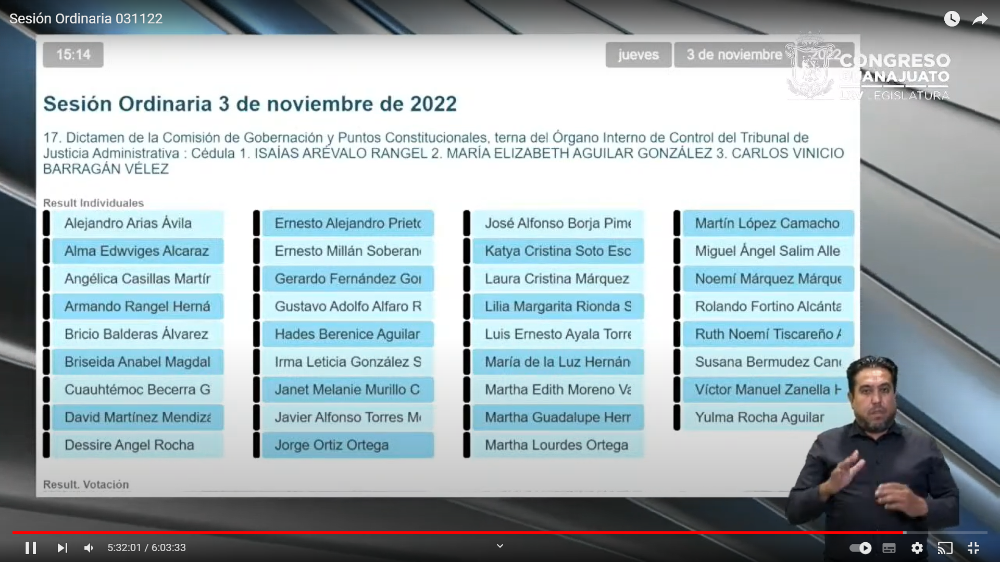 Sesión Ordinaria 031122
15:14
jueves
3 de noviembre
2022
CONGRESO
GUANAJUATO
LXV LEGISLATURA
Sesión Ordinaria 3 de noviembre de 2022
17. Dictamen de la Comisión de Gobernación y Puntos Constitucionales, terna del Órgano Interno de Control del Tribunal de
Justicia Administrativa : Cédula 1. ISAÍAS ARÉVALO RANGEL 2. MARÍA ELIZABETH AGUILAR GONZÁLEZ 3. CARLOS VINICIO
BARRAGÁN VÉLEZ
Result Individuales
Alejandro Arias Ávila
Alma Edwviges Alcaraz
Angélica Casillas Martír
Armando Rangel Herná
Bricio Balderas Álvarez
Briseida Anabel Magdal
Cuauhtémoc Becerra G
David Martínez Mendizá
Dessire Angel Rocha
Ernesto Alejandro Prieto
Ernesto Millán Soberan
Gerardo Fernández Gor
Gustavo Adolfo Alfaro R
Hades Berenice Aguilar
Irma Leticia González S
Janet Melanie Murillo C
Javier Alfonso Torres Me
Jorge Ortiz Ortega
José Alfonso Borja Pime
Katya Cristina Soto Esc
Laura Cristina Márquez
Lilia Margarita Rionda S
Luis Ernesto Ayala Torre
María de la Luz Hernán
Martha Edith Moreno Va
Martha Guadalupe Herr
Martha Lourdes Ortega
Martín López Camacho
Miguel Ángel Salim Alle
Noemí Márquez Márque
Rolando Fortino Alcánta
Ruth Noemí Tiscareño A
Susana Bermudez Can
Víctor Manuel Zanella H
Yulma Rocha Aguilar
Result. Votación
5:32:01 / 6:03:33